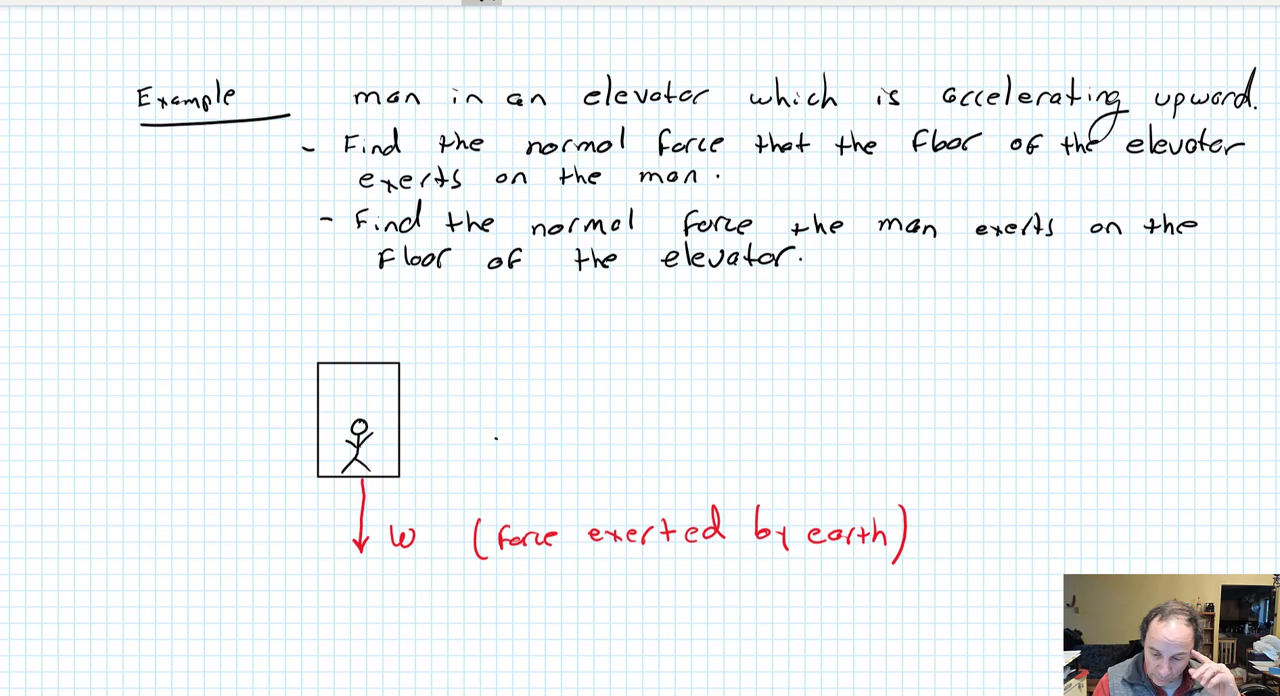 Example man in an elevator which is accelerating upward.
- Find the normal force that the floor of the elevator
exerts on the man.
- Find the normal force the man exerts on the
floor of the elevator.
w (force exerted by earth)